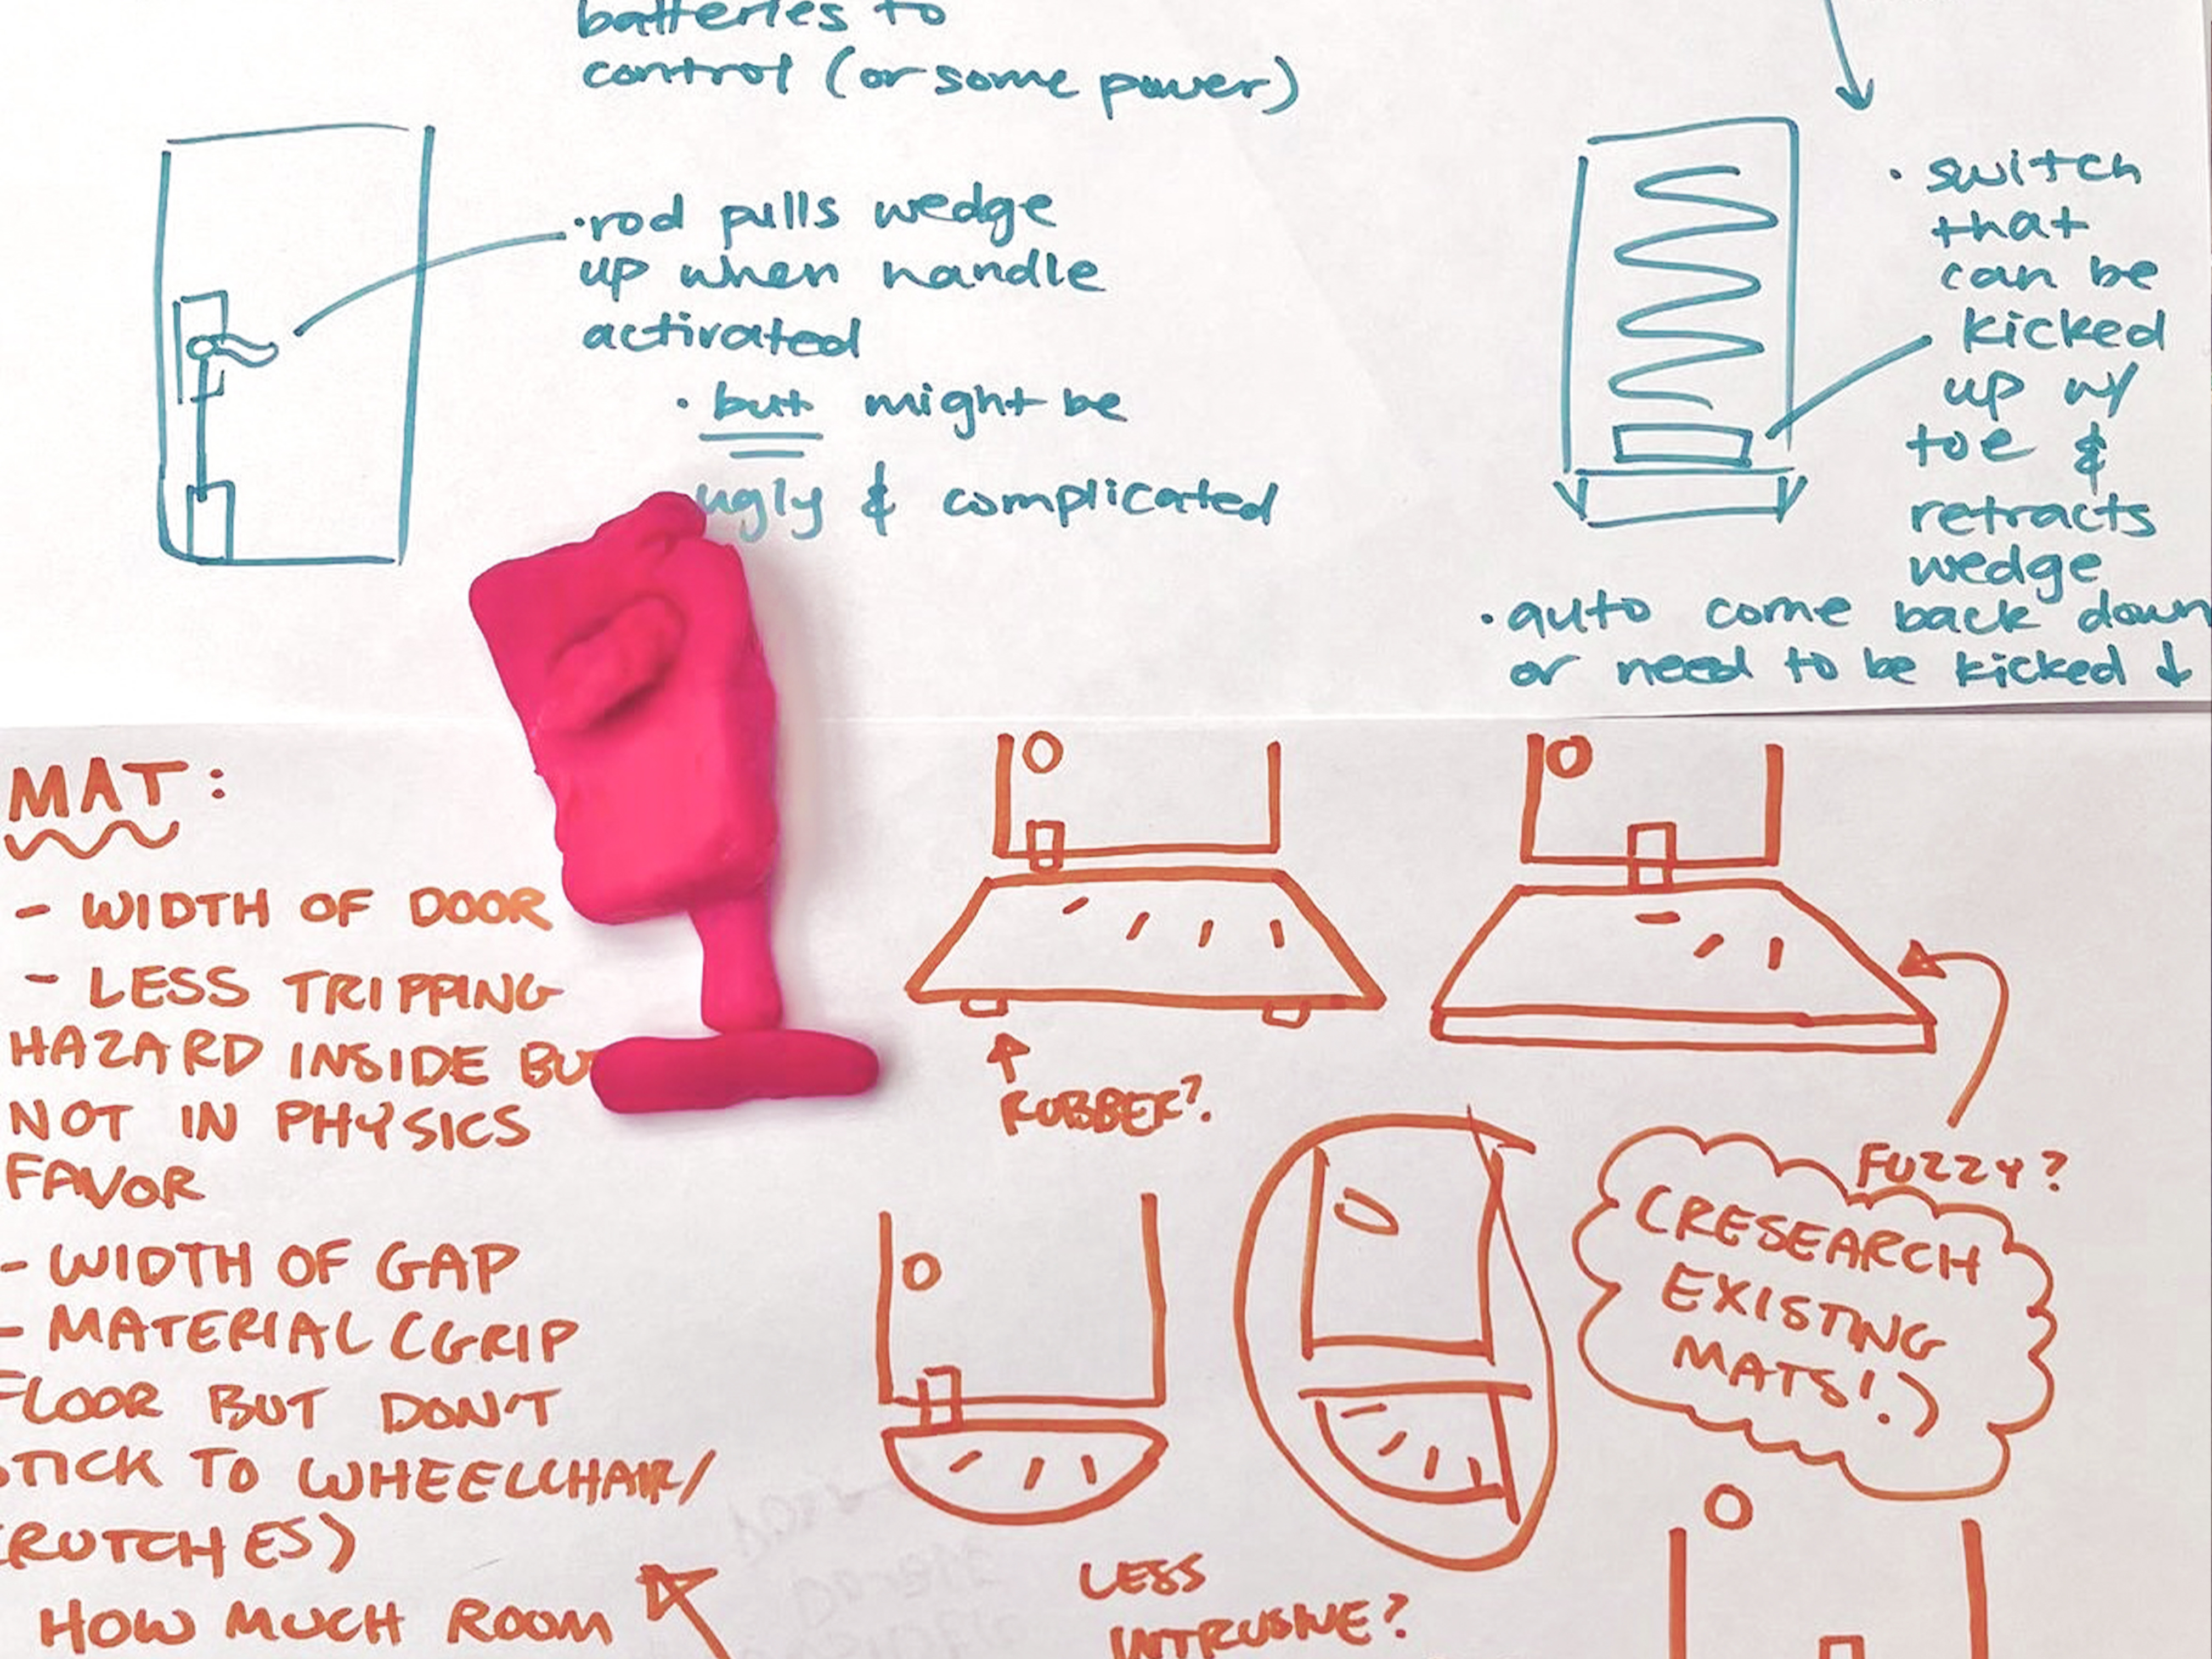 batteries to
control (or some power)
·rod pulls wedge
up when handle
activated
· but might be
ugly & complicated
· switch
that
can be
kicked
up w/
toe &
retracts
wedge
· auto come back down
or need to be kicked ↓
MAT:
- WIDTH OF DOOR
- LESS TRIPPING
HAZARD INSIDE BU
NOT IN PHYSICS
FAVOR
- WIDTH OF GAP
- MATERIAL (GRIP
FLOOR BUT DON'T
STICK TO WHEELCHAIR/
CRUTCHES)
HOW MUCH ROOM
RUBBER?
FUZZY?
(RESEARCH
EXISTING
MATS!)
LESS
INTRUSIVE?